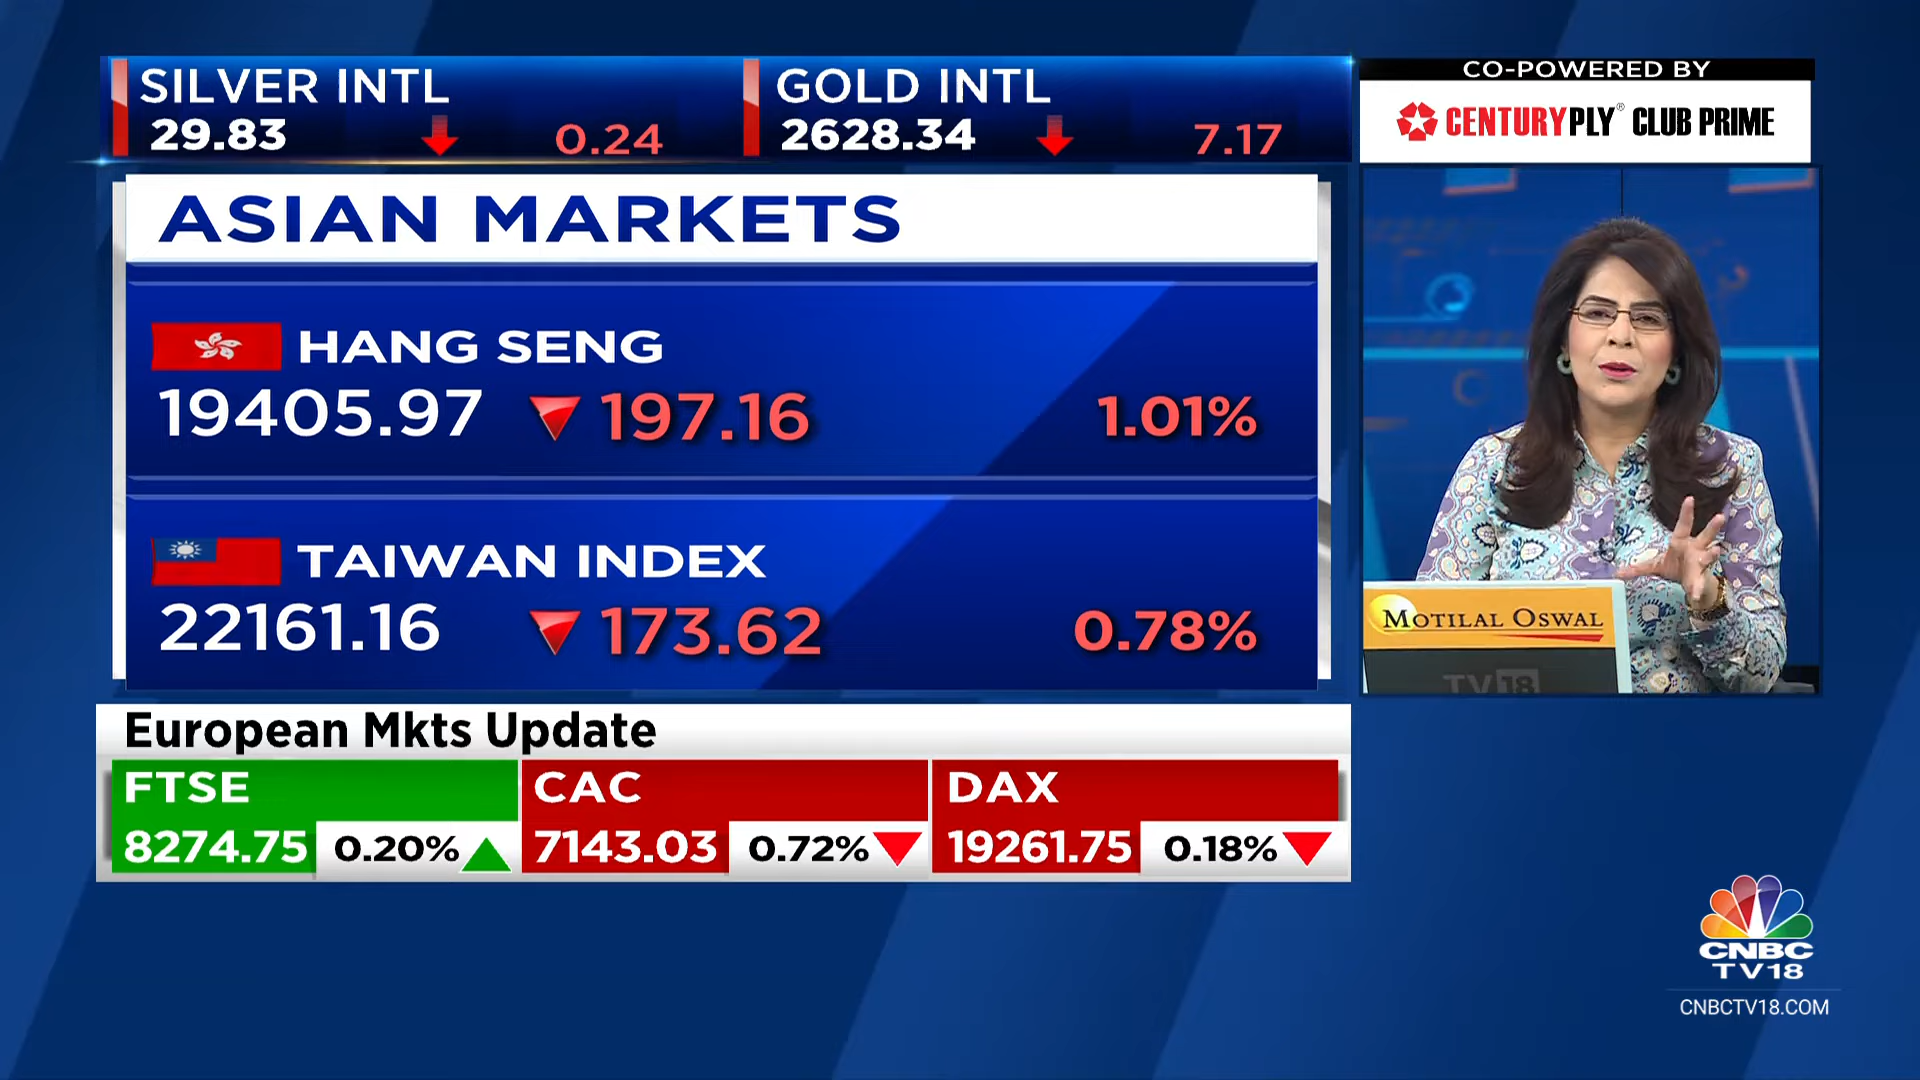 SILVER INTL
29.83 0.24
GOLD INTL
2628.34 7.17
CO-POWERED BY
CENTURYPLY® CLUB PRIME
ASIAN MARKETS
HANG SENG
19405.97 197.16 1.01%
TAIWAN INDEX
22161.16 173.62 0.78%
MOTILAL OSWAL
TV18
European Mkts Update
FTSE
8274.75 0.20%
CAC
7143.03 0.72%
DAX
19261.75 0.18%
CNBC
TV18
CNBCTV18.COM